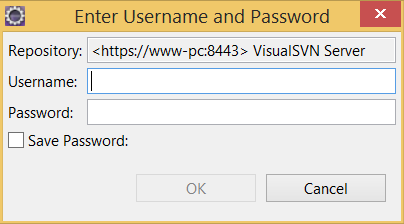 Enter Username and Password
Repository: <https://www-pc:8443> VisualSVN Server
Username:
Password:
Save Password:
OK Cancel